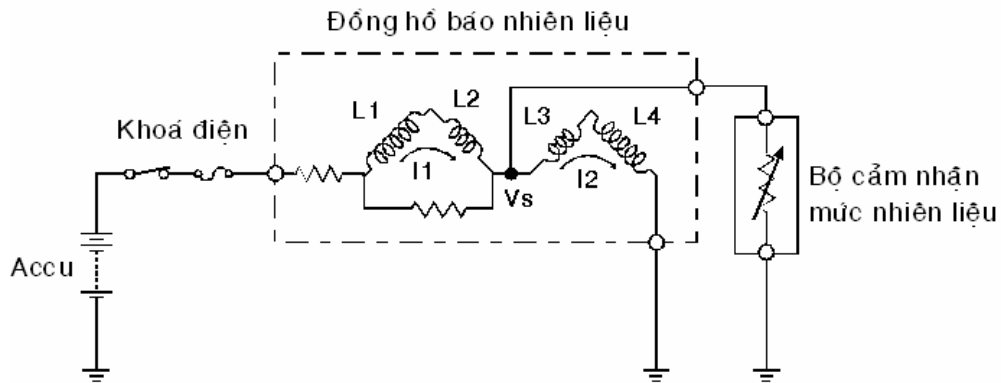 Đồng hồ báo nhiên liệu
L1
L2
L3
L4
Khoá điện
I1
I2
Vs
Bộ cảm nhận
mức nhiên liệu
Accu